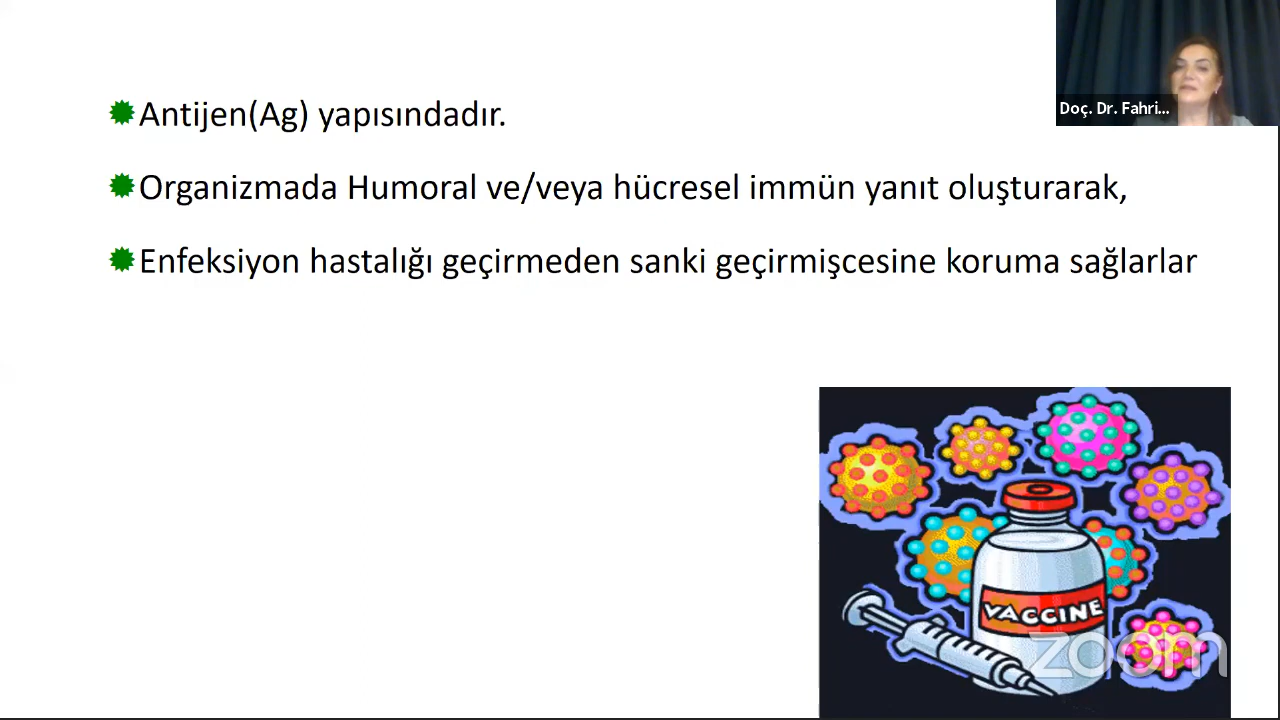 Antijen(Ag) yapısındadır.
Doç. Dr. Fahri...
Organizmada Humoral ve/veya hücresel immün yanıt oluşturarak,
Enfeksiyon hastalığı geçirmeden sanki geçirmişcesine koruma sağlarlar
VACCINE
zoom